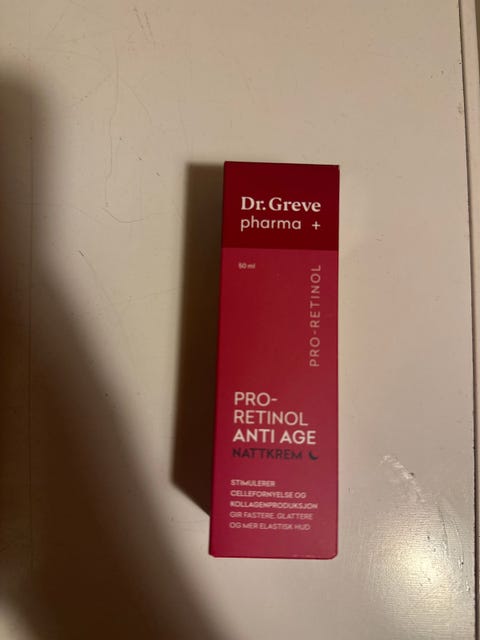 Dr. Greve
pharma +
50 ml
PRO-RETINOL
PRO-
RETINOL
ANTI AGE
NATTKREM
STIMULERER
CELLEFORNYELSE OG
KOLLAGENPRODUKSJON
GIR FASTERE, GLATTERE
OG MER ELASTISK HUD